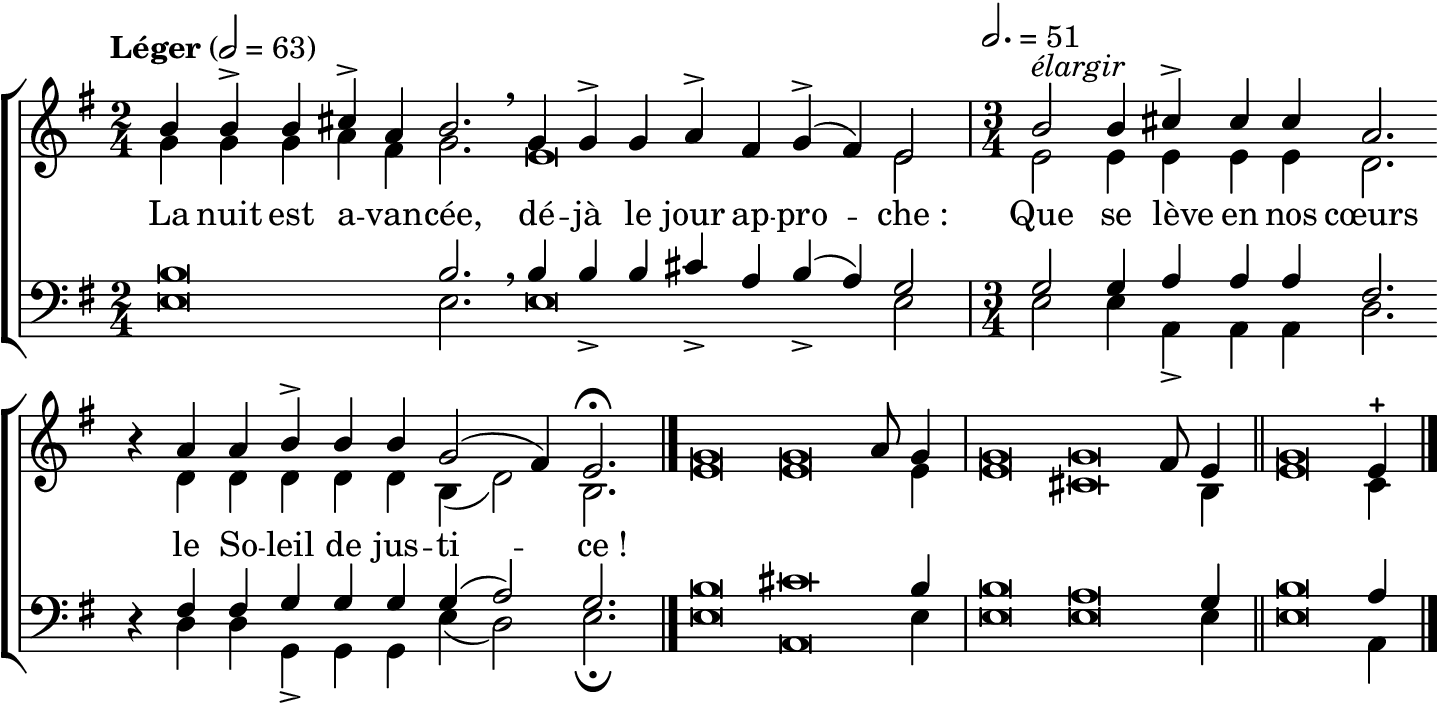 Léger (𝅗𝅥 = 63)
𝅗𝅥. = 51
élargir
La nuit est a -- vancée, dé -- jà le jour ap -- pro -- che : Que se lève en nos cœurs
le So -- leil de jus -- ti -- ce !